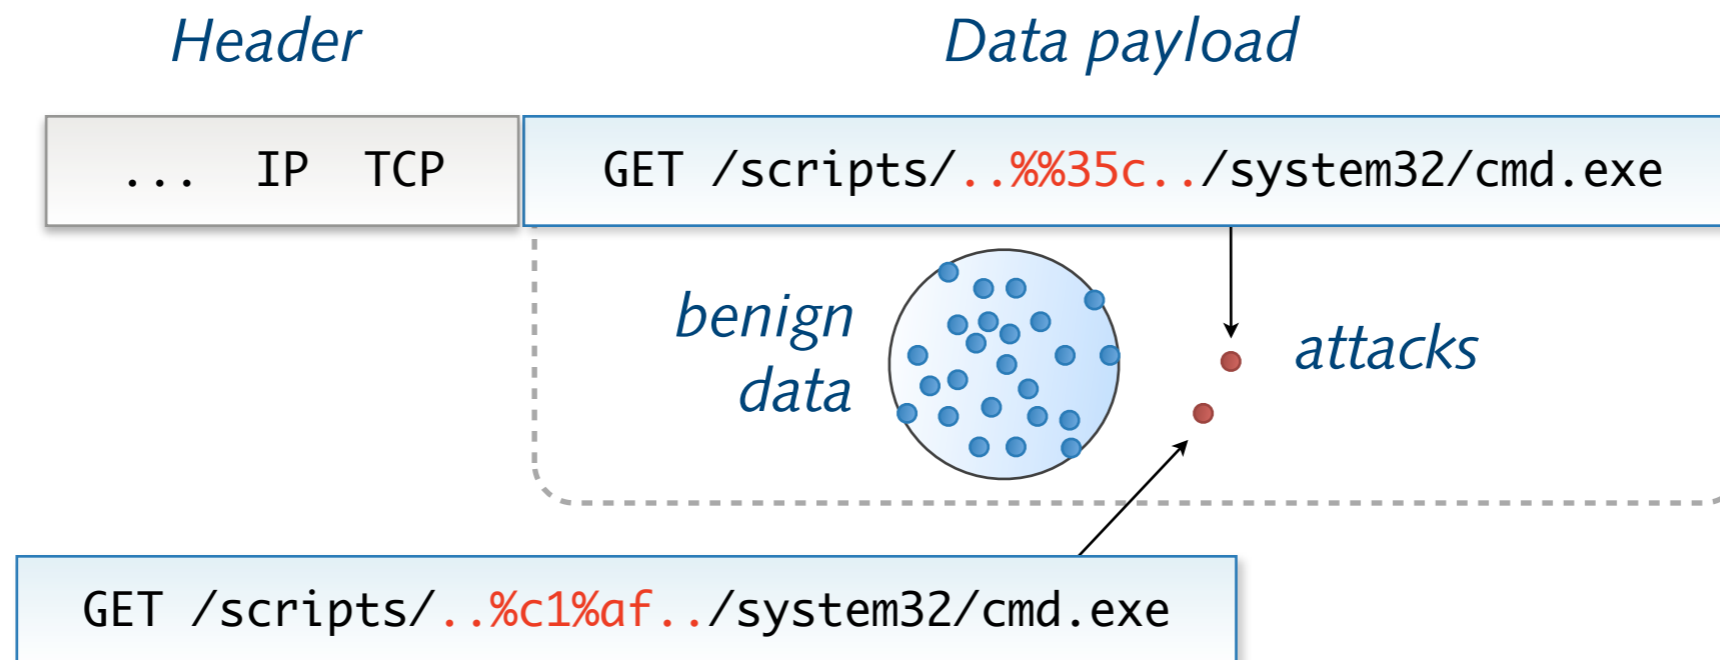 Header
Data payload
... IP TCP
GET /scripts/..%%35c../system32/cmd.exe
benign
data
attacks
GET /scripts/..%c1%af../system32/cmd.exe